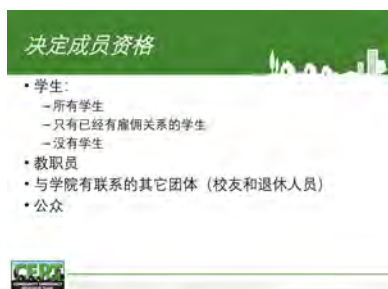 决定成员资格
• 学生:
–所有学生
–只有已经有雇佣关系的学生
–没有学生
• 教职员
• 与学院有联系的其它团体（校友和退休人员）
• 公众
CERT